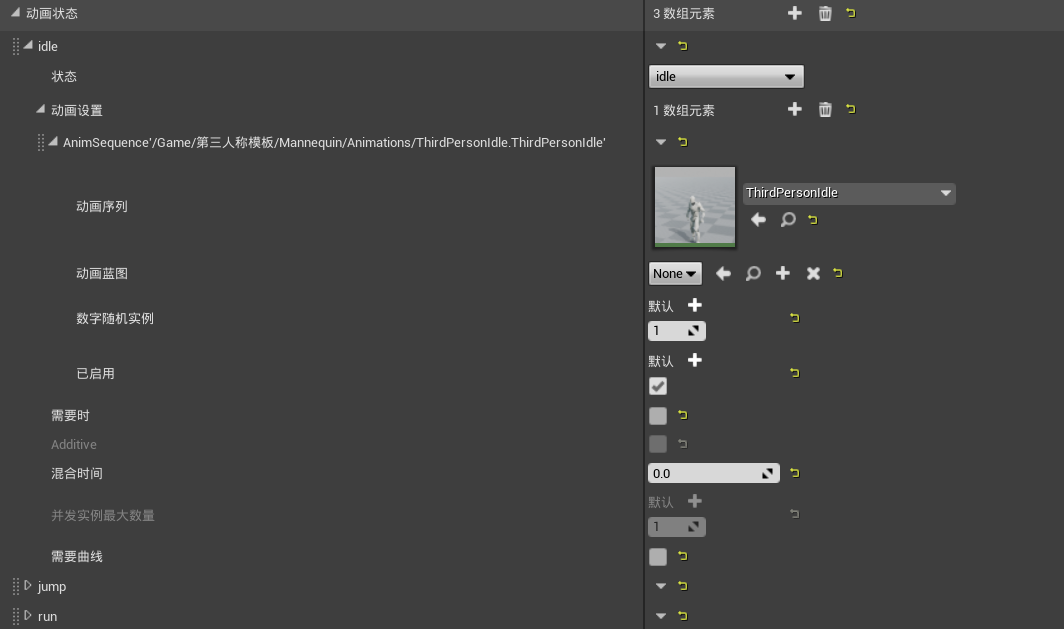 动画状态
3 数组元素
idle
状态
idle
动画设置
1 数组元素
AnimSequence'/Game/第三人称模板/Mannequin/Animations/ThirdPersonIdle.ThirdPersonIdle'
动画序列
ThirdPersonIdle
动画蓝图
None
数字随机实例
默认
1
已启用
默认
需要时
Additive
混合时间
0.0
并发实例最大数量
默认
1
需要曲线
jump
run